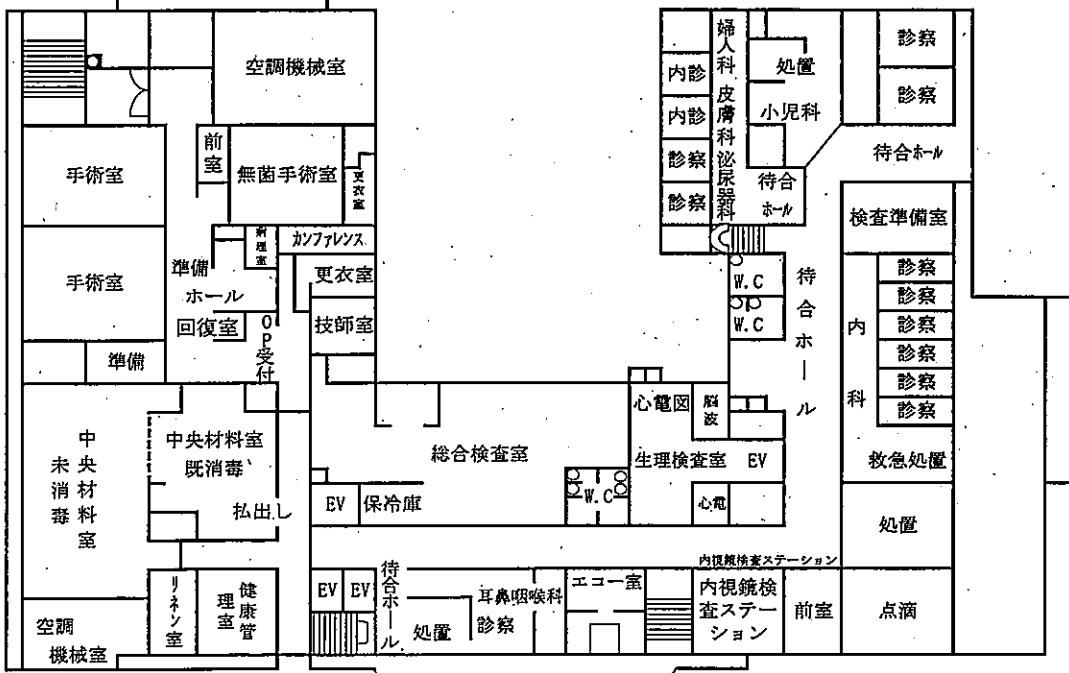 空調機械室
前室
無菌手術室
更衣室
手術室
手術室
病理室
カンファレンス
準備
ホール
回復室
更衣室
技師室
OP受付
準備
中央材料室
未消毒
中央材料室
既消毒
払出し
EV
保冷庫
総合検査室
W.C
心電図
脳波
生理検査室
EV
心電
リネン室
健康管理室
空調
機械室
EV
EV
待合ホール
処置
耳鼻咽喉科
診察
エコー室
内視鏡検査ステーション
内視鏡検
査ステー
ション
前室
点滴
処置
救急処置
内科
診察
診察
診察
診察
診察
診察
検査準備室
待合ホール
W.C
W.C
待合
ホール
待合ホール
婦人科
皮膚科
泌尿器科
内診
内診
診察
診察
処置
小児科
診察
診察